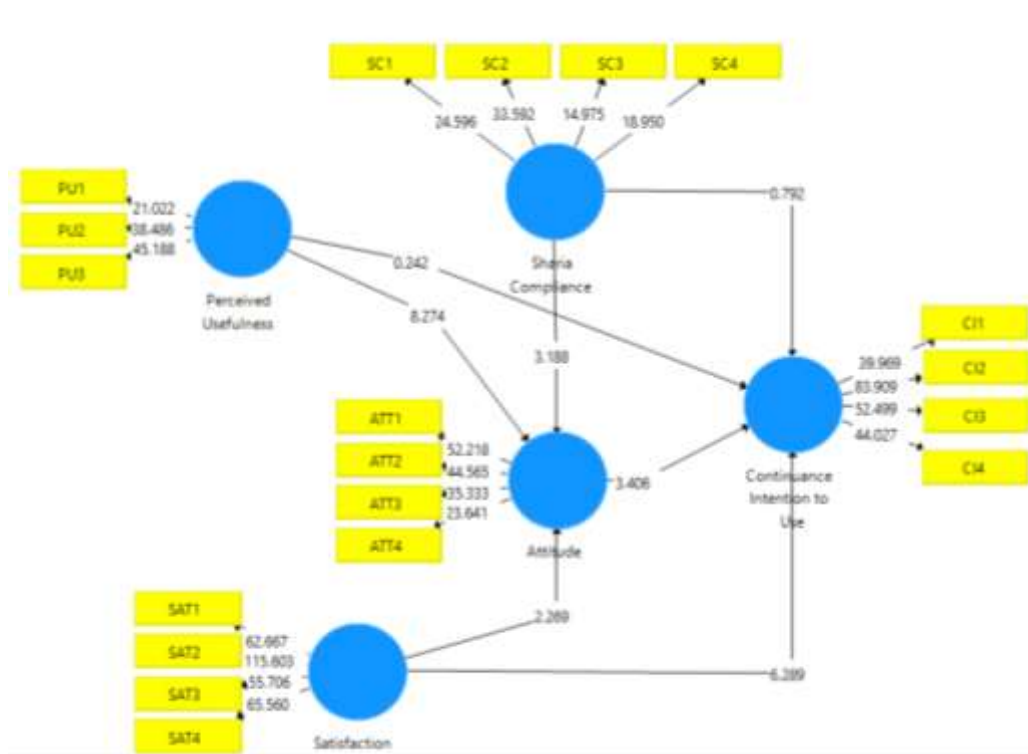 SC1 SC2 SC3 SC4
24.596 33.592 14.975 18.950
PU1
PU2
PU3
21.022
38.486
45.188
Perceived
Usefulness
Sharia
Compliance
0.792
0.242
8.274
3.188
CI1
CI2
CI3
CI4
39.969
83.909
52.499
44.027
Continuance
Intention to
Use
ATT1
ATT2
ATT3
ATT4
52.218
44.565
35.333
23.641
Attitude
3.406
SAT1
SAT2
SAT3
SAT4
62.667
115.603
55.706
65.560
Satisfaction
2.269
6.289